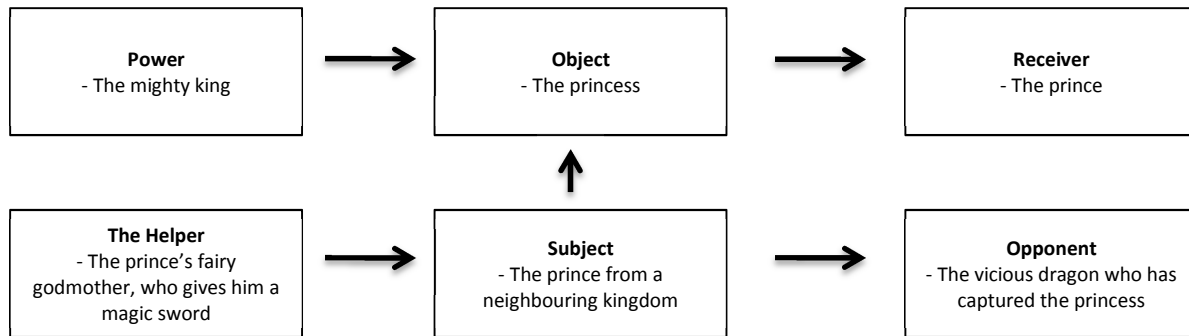 Power
- The mighty king
Object
- The princess
Receiver
- The prince
The Helper
- The prince’s fairy
godmother, who gives him a
magic sword
Subject
- The prince from a
neighbouring kingdom
Opponent
- The vicious dragon who has
captured the princess